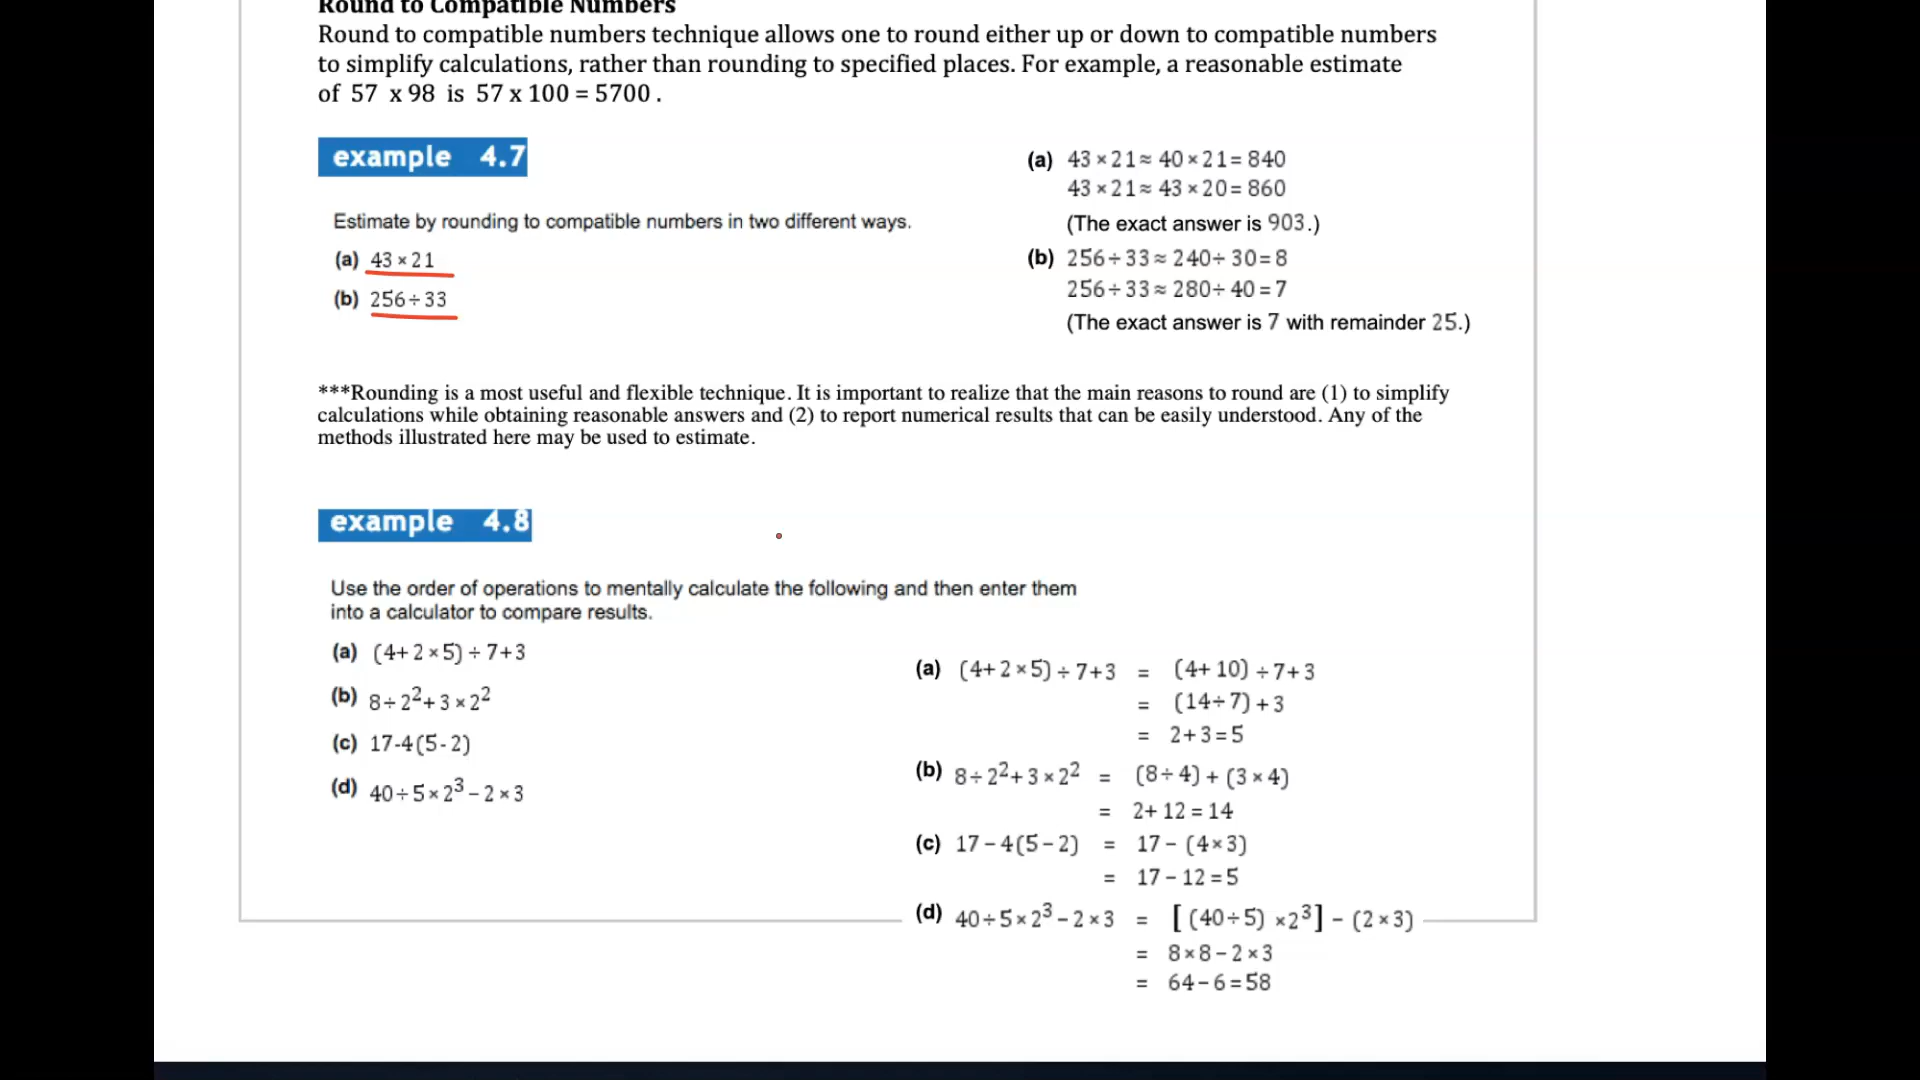 Round to Compatible Numbers
Round to compatible numbers technique allows one to round either up or down to compatible numbers
to simplify calculations, rather than rounding to specified places. For example, a reasonable estimate
of 57 x 98 is 57 x 100 = 5700 .
example 4.7
Estimate by rounding to compatible numbers in two different ways.
(a) 43 × 21
(b) 256 ÷ 33
(a) 43 × 21 ≈ 40 × 21 = 840
43 × 21 ≈ 43 × 20 = 860
(The exact answer is 903.)
(b) 256 ÷ 33 ≈ 240 ÷ 30 = 8
256 ÷ 33 ≈ 280 ÷ 40 = 7
(The exact answer is 7 with remainder 25.)
***Rounding is a most useful and flexible technique. It is important to realize that the main reasons to round are (1) to simplify
calculations while obtaining reasonable answers and (2) to report numerical results that can be easily understood. Any of the
methods illustrated here may be used to estimate.
example 4.8
Use the order of operations to mentally calculate the following and then enter them
into a calculator to compare results.
(a) (4+ 2 × 5) ÷ 7+3
(b) 8 ÷ 2² + 3 × 2²
(c) 17-4(5-2)
(d) 40 ÷ 5 × 2³ – 2 × 3
(a) (4+ 2 × 5) ÷ 7+3 = (4+ 10) ÷ 7+ 3
= (14÷ 7) + 3
= 2+ 3 = 5
(b) 8 ÷ 2² + 3 × 2² = (8 ÷ 4) + (3 × 4)
= 2+ 12 = 14
(c) 17 – 4(5 – 2) = 17 – (4 × 3)
= 17 – 12 = 5
(d) 40 ÷ 5 × 2³ – 2 × 3 = [ (40 ÷ 5) × 2³] – (2 × 3)
= 8 × 8 – 2 × 3
= 64 – 6 = 58